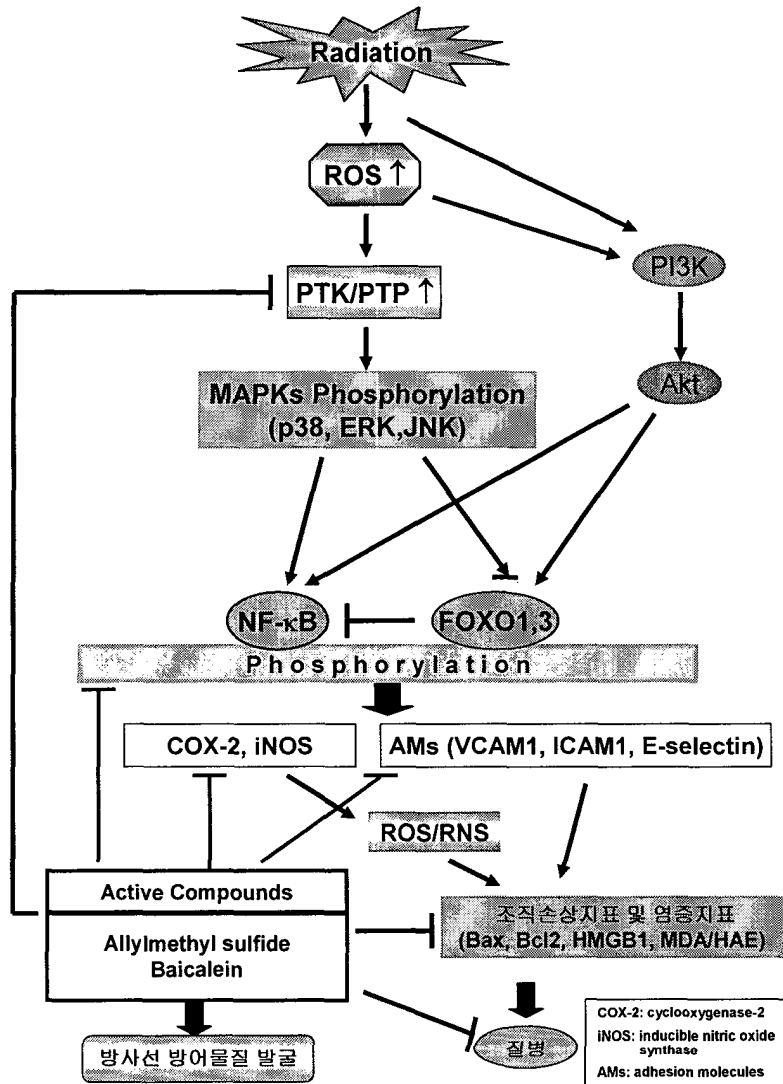 Radiation
ROS ↑
PI3K
PTK/PTP ↑
Akt
MAPKs Phosphorylation
(p38, ERK,JNK)
NF-κB
FOXO1,3
Phosphorylation
COX-2, iNOS
AMs (VCAM1, ICAM1, E-selectin)
ROS/RNS
Active Compounds
Allylmethyl sulfide
Baicalein
조직손상지표 및 염증지표
(Bax, Bcl2, HMGB1, MDA/HAE)
방사선 방어물질 발굴
질병
COX-2: cyclooxygenase-2
iNOS: inducible nitric oxide
synthase
AMs: adhesion molecules